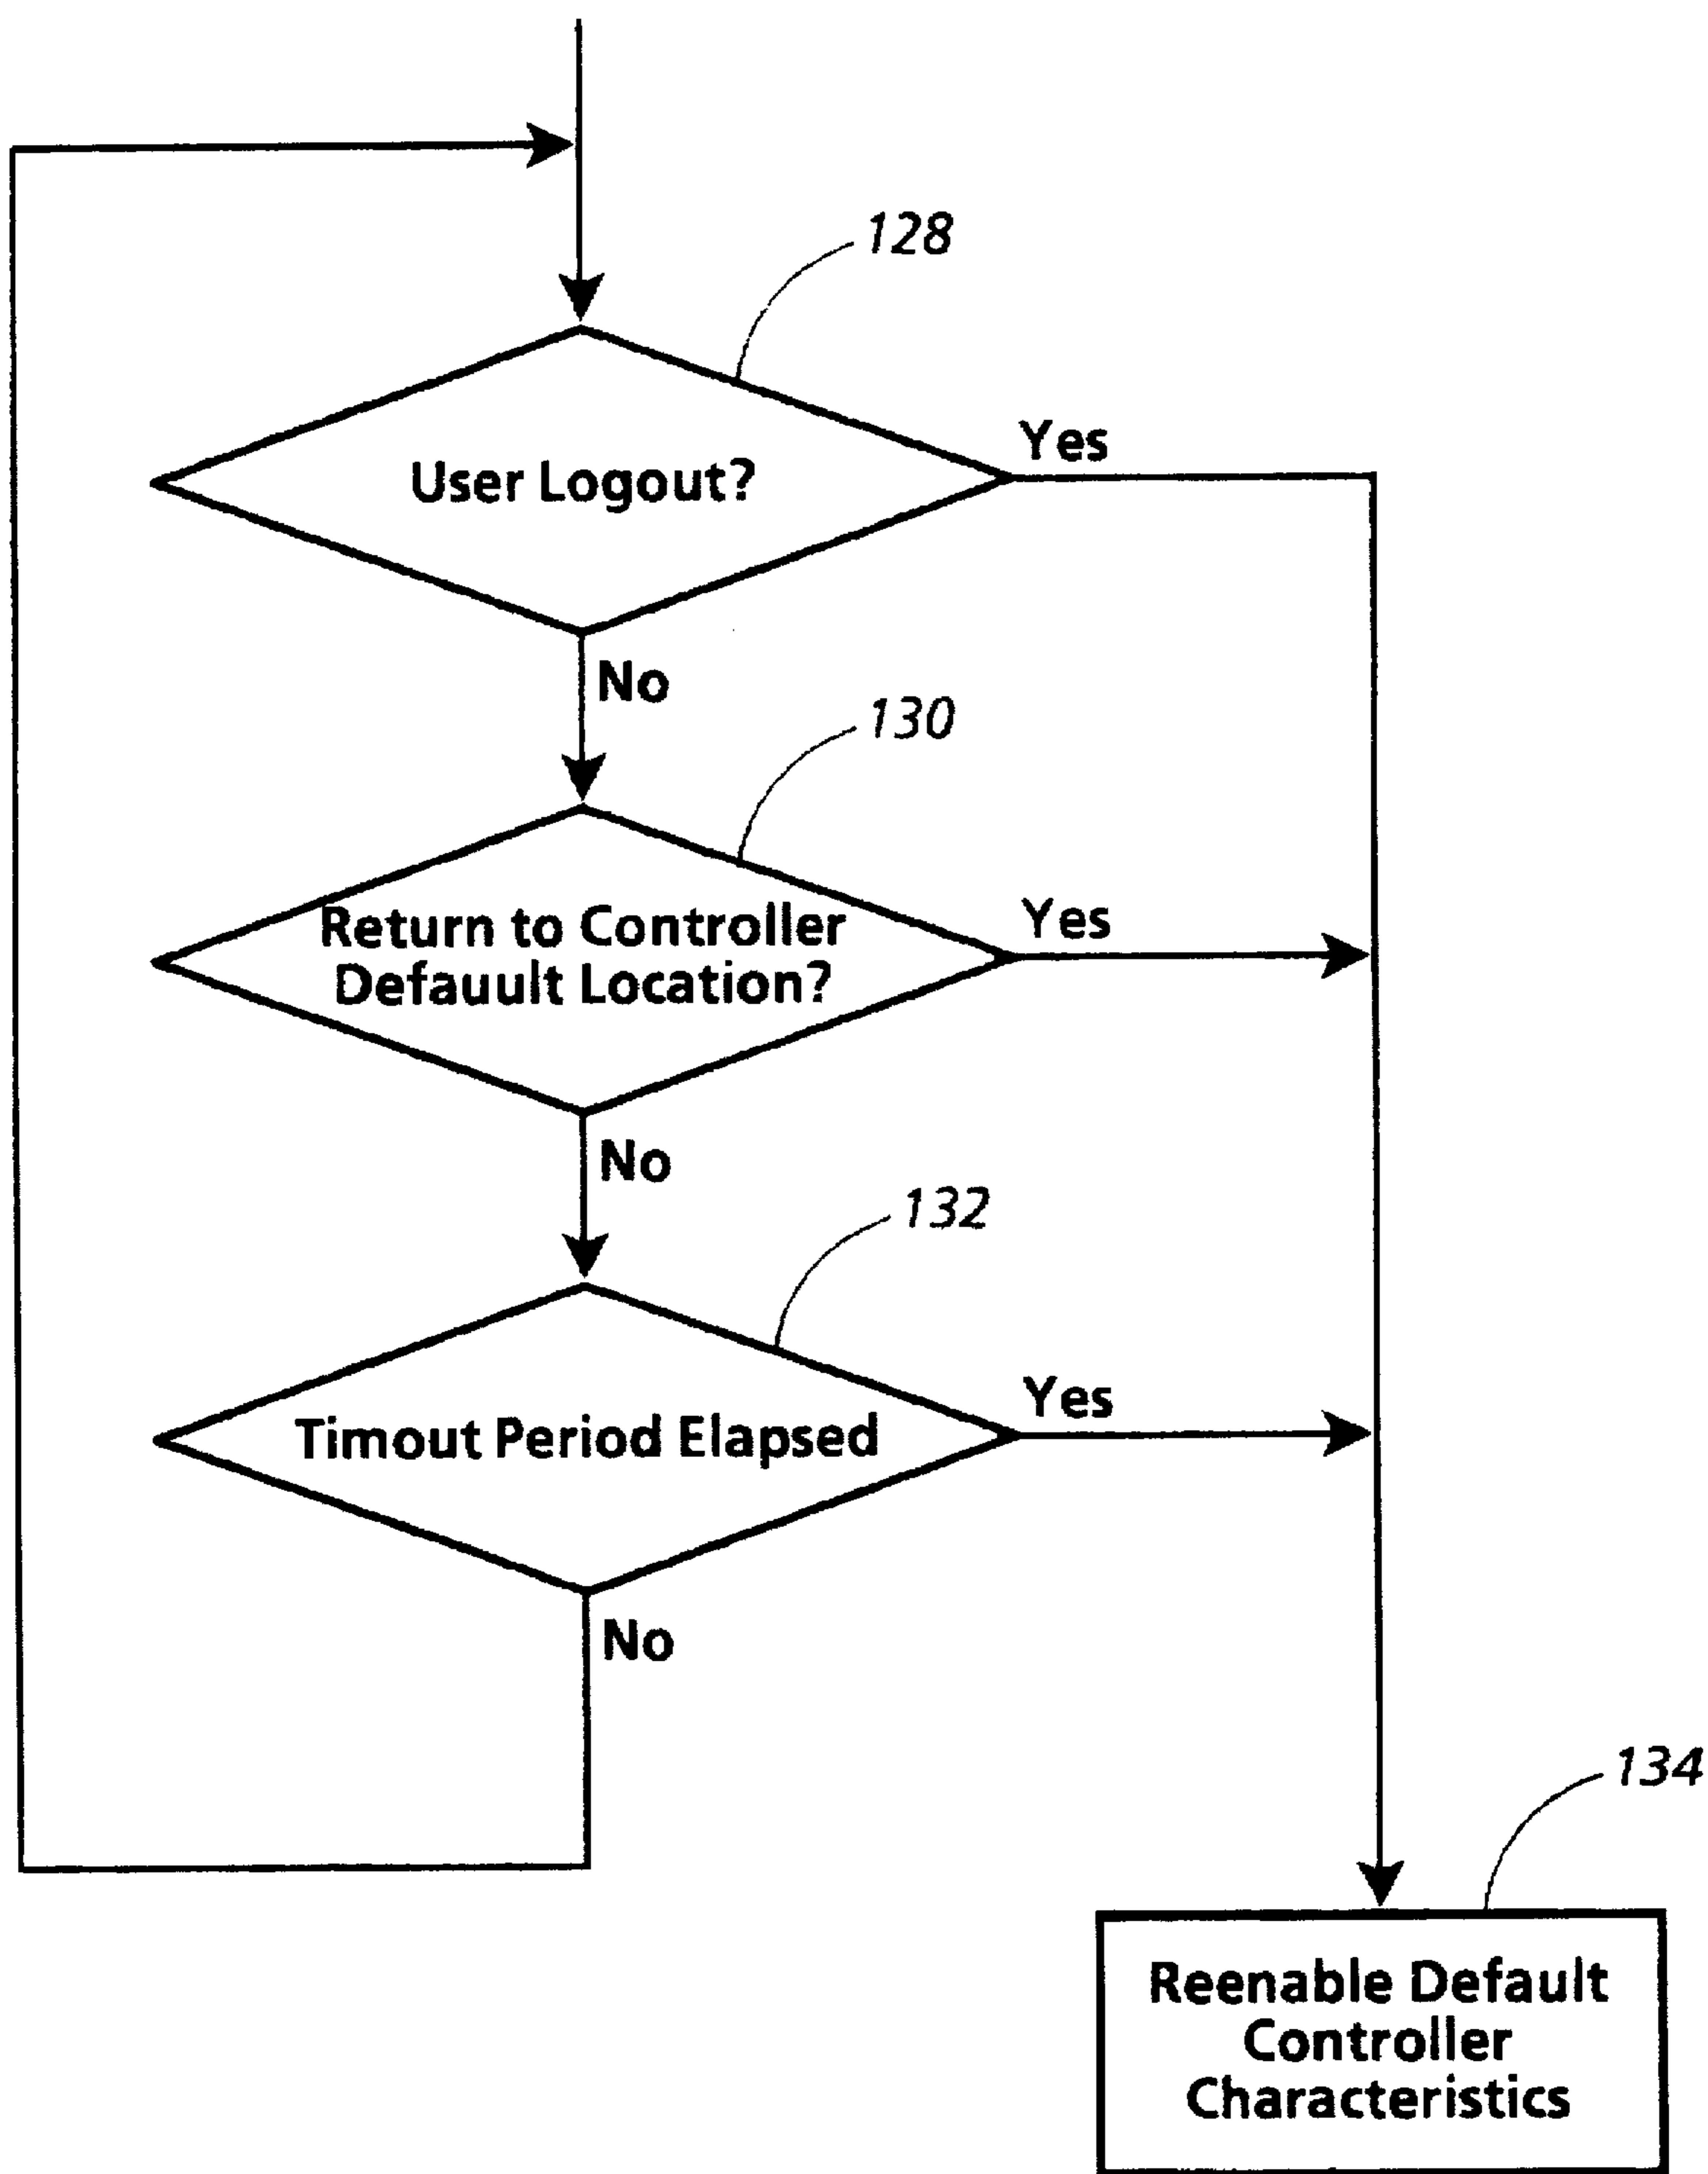 128
User Logout?
Yes
No
130
Return to Controller
Defauult Location?
Yes
No
132
Timout Period Elapsed
Yes
No
134
Reenable Default
Controller
Characteristics